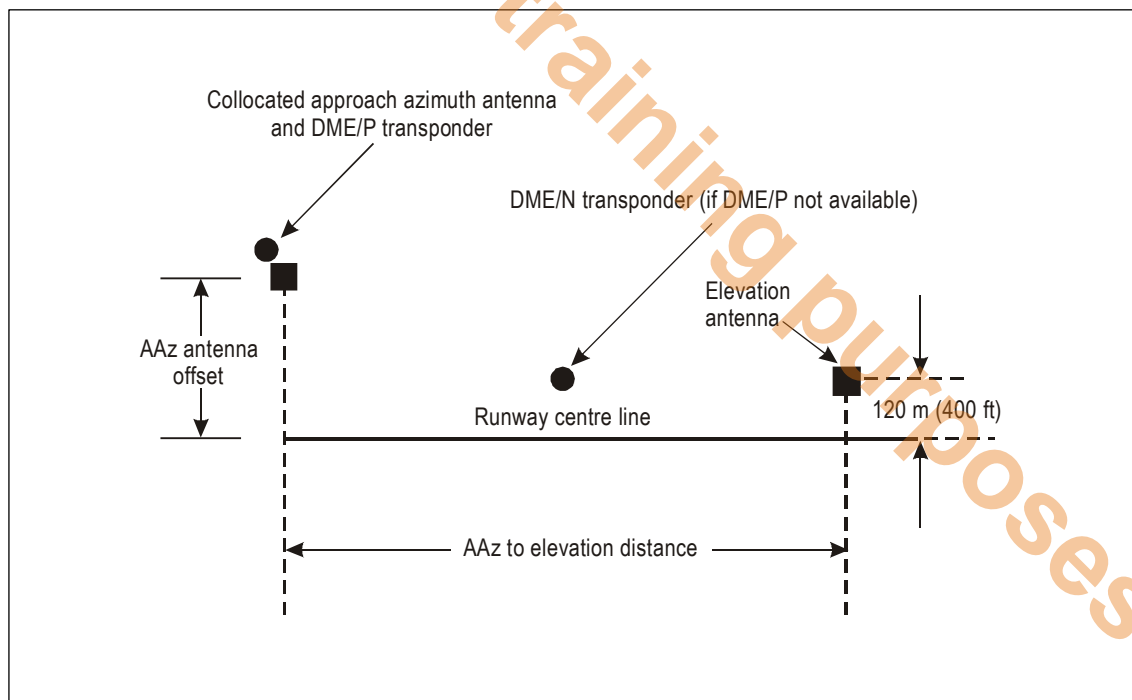 training purposes
Collocated approach azimuth antenna
and DME/P transponder
DME/N transponder (if DME/P not available)
Elevation
antenna
AAz antenna
offset
120 m (400 ft)
Runway centre line
AAz to elevation distance